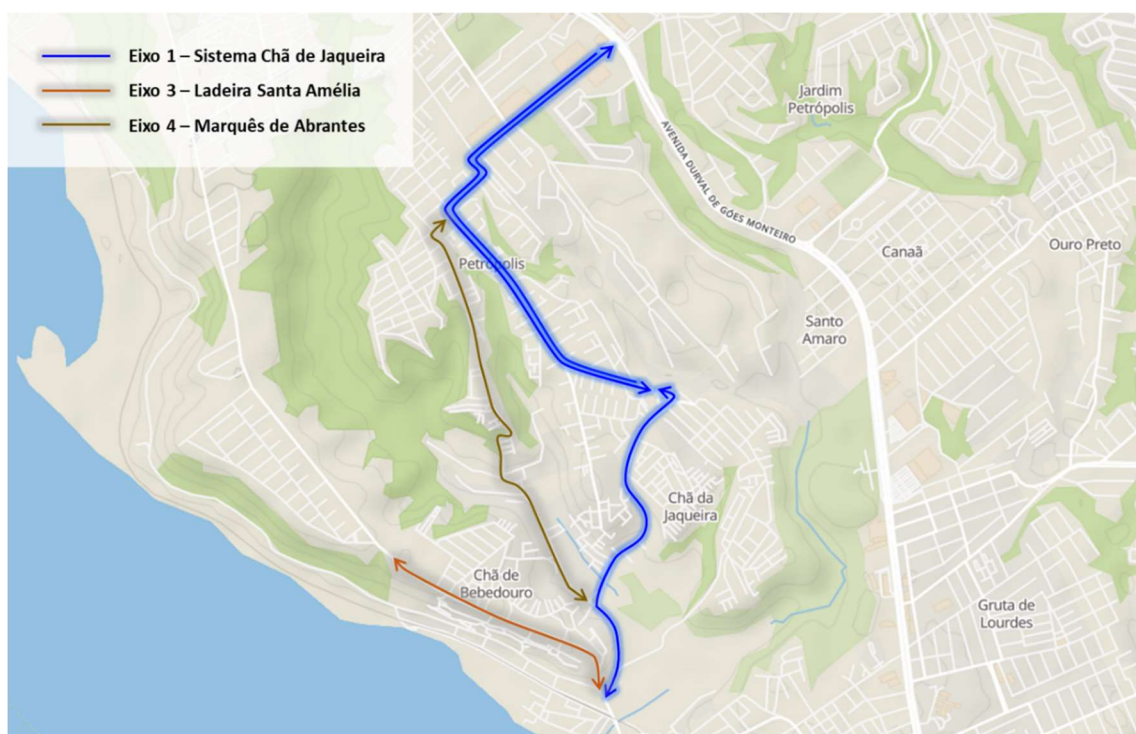 Eixo 1 – Sistema Chã de Jaqueira
Eixo 3 – Ladeira Santa Amélia
Eixo 4 – Marquês de Abrantes
Jardim
Petrópolis
AVENIDA DURVAL DE GÓES MONTEIRO
Canaã
Ouro Preto
Petrópolis
Santo
Amaro
Chã da
Jaqueira
Chã de
Bebedouro
Gruta de
Lourdes